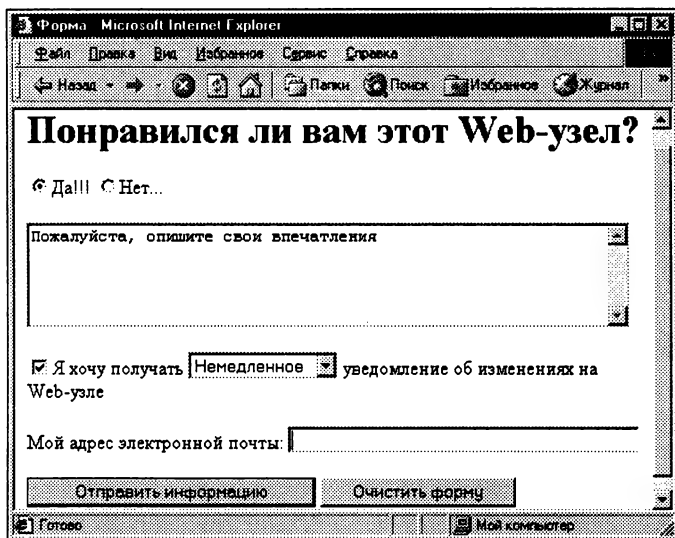 Форма - Microsoft Internet Explorer
Файл Правка Вид Избранное Сервис Справка
Назад Папки Поиск Избранное Журнал »
Понравился ли вам этот Web-узел?
Да!!! Нет...
Пожалуйста, опишите свои впечатления
Я хочу получать Немедленное уведомление об изменениях на
Web-узле
Мой адрес электронной почты:
Отправить информацию Очистить форму
Готово Мой компьютер